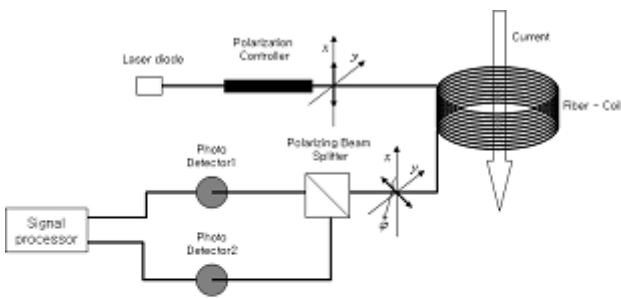 Polarization
Controller
x
y
Current
Laser diode
Fiber - Coil
Photo
Detector1
Polarizing Beam
Splitter
x
y
φ
Signal
processor
Photo
Detector2